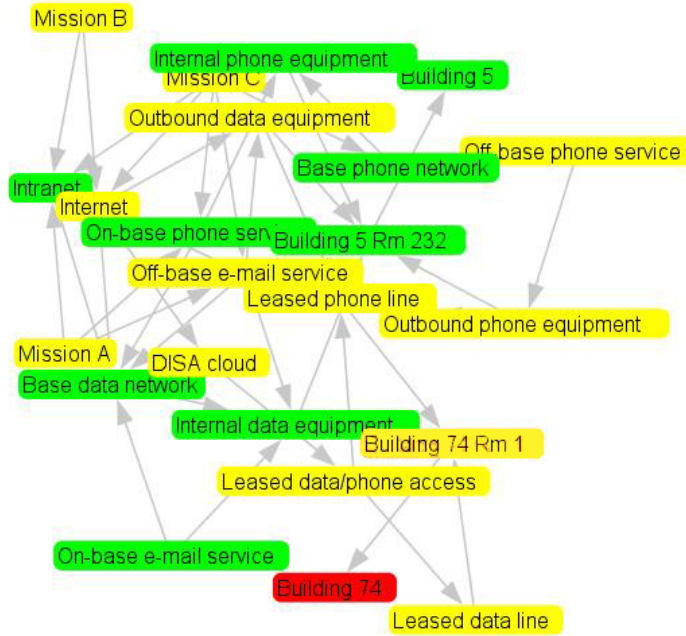 Mission B
Internal phone equipment
Mission C
Building 5
Outbound data equipment
Off-base phone service
Base phone network
Intranet
Internet
On-base phone serv
Building 5 Rm 232
Off-base e-mail service
Leased phone line
Outbound phone equipment
Mission A
DISA cloud
Base data network
Internal data equipment
Building 74 Rm 1
Leased data/phone access
On-base e-mail service
Building 74
Leased data line